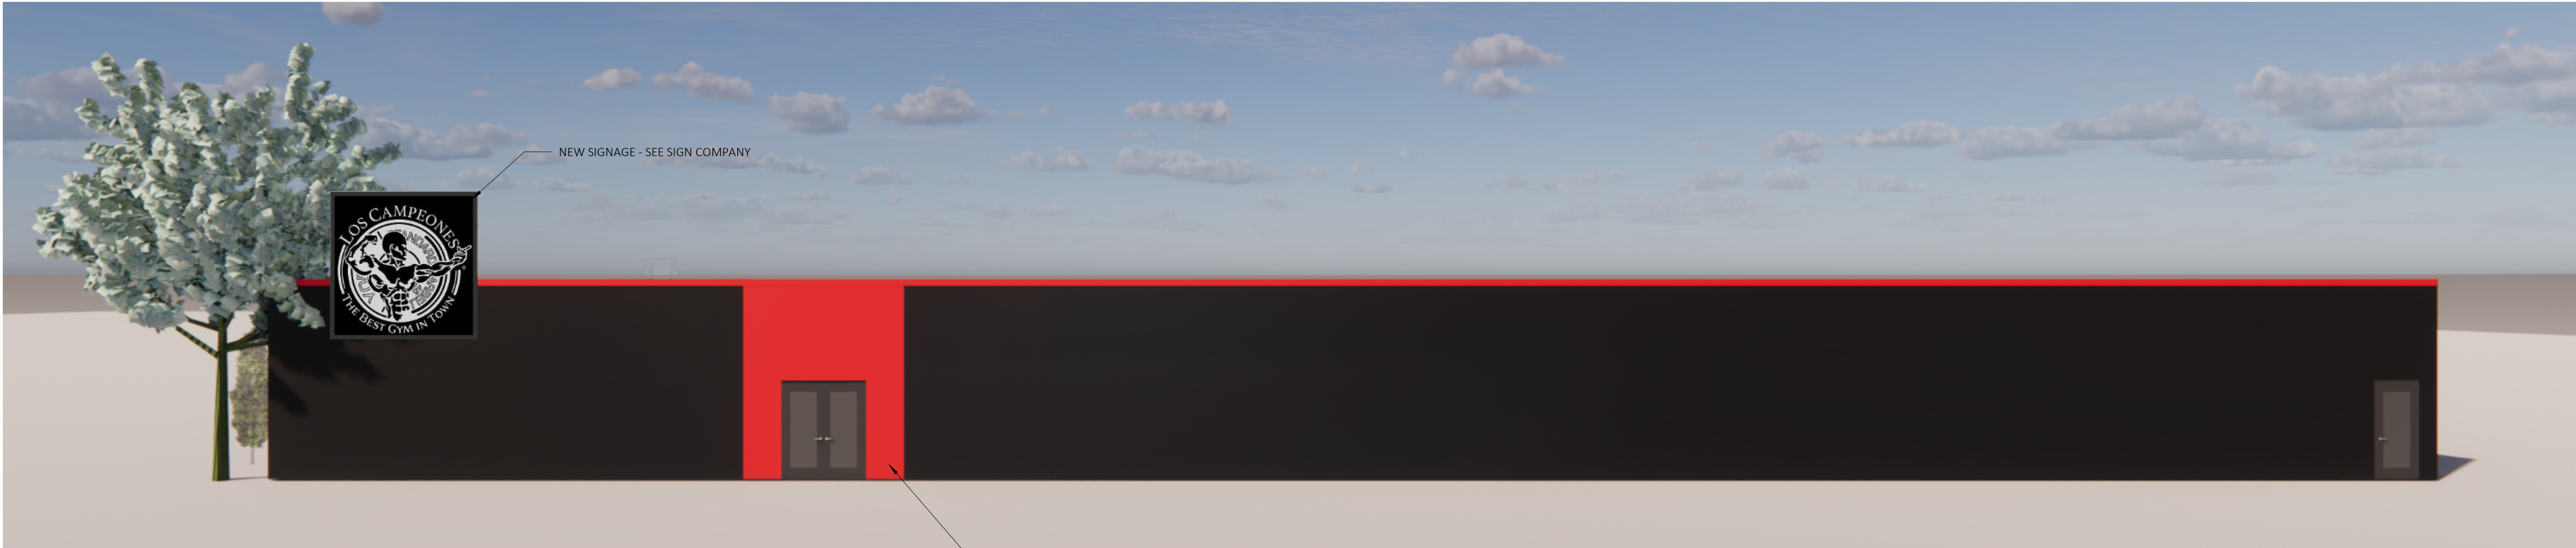 NEW SIGNAGE - SEE SIGN COMPANY
LOS CAMPEONES
THE BEST GYM IN TOWN